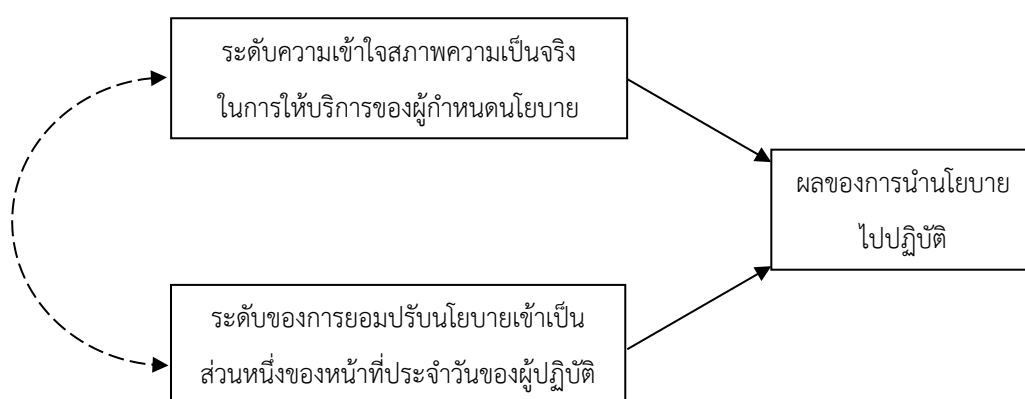 ระดับความเข้าใจสภาพความเป็นจริง
ในการให้บริการของผู้กำหนดนโยบาย
ผลของการนำนโยบาย
ไปปฏิบัติ
ระดับของการยอมปรับนโยบายเข้าเป็น
ส่วนหนึ่งของหน้าที่ประจำวันของผู้ปฏิบัติ